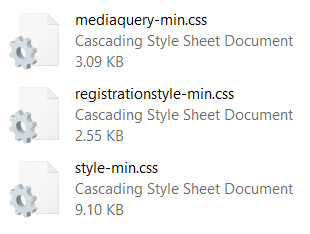 mediaquery-min.css
Cascading Style Sheet Document
3.09 KB
registrationstyle-min.css
Cascading Style Sheet Document
2.55 KB
style-min.css
Cascading Style Sheet Document
9.10 KB